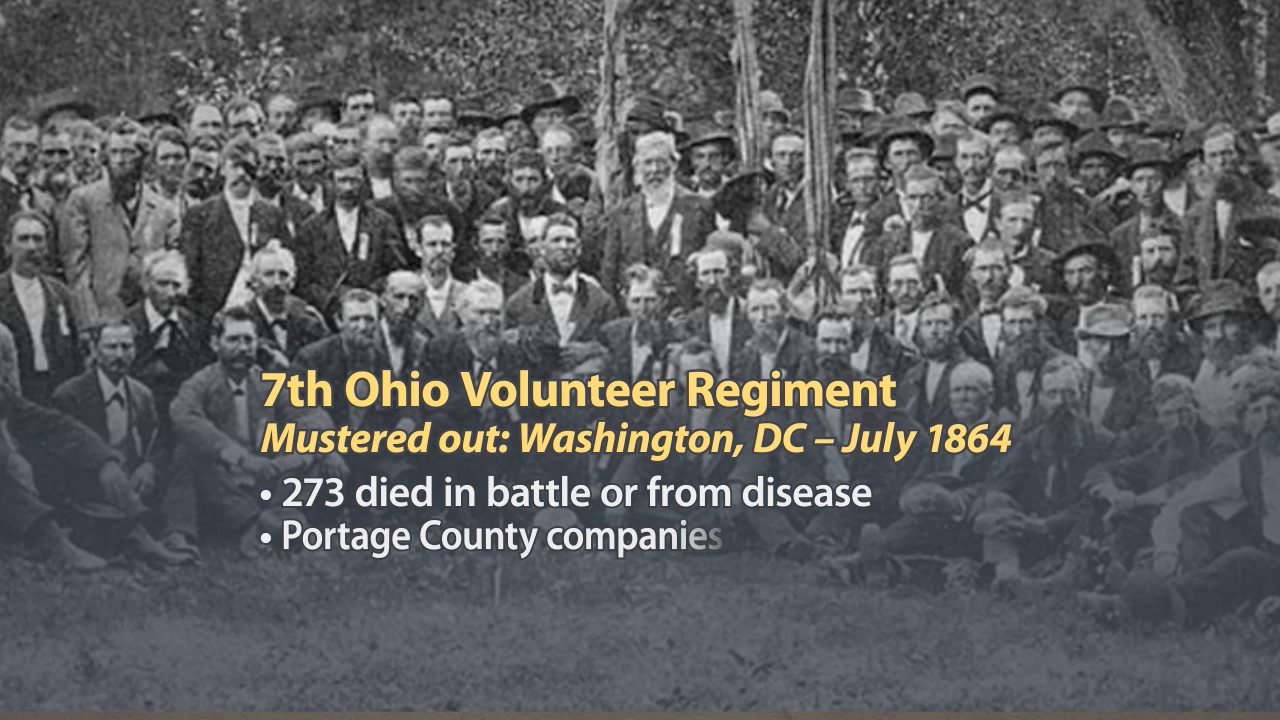 7th Ohio Volunteer Regiment
Mustered out: Washington, DC – July 1864
• 273 died in battle or from disease
• Portage County companies